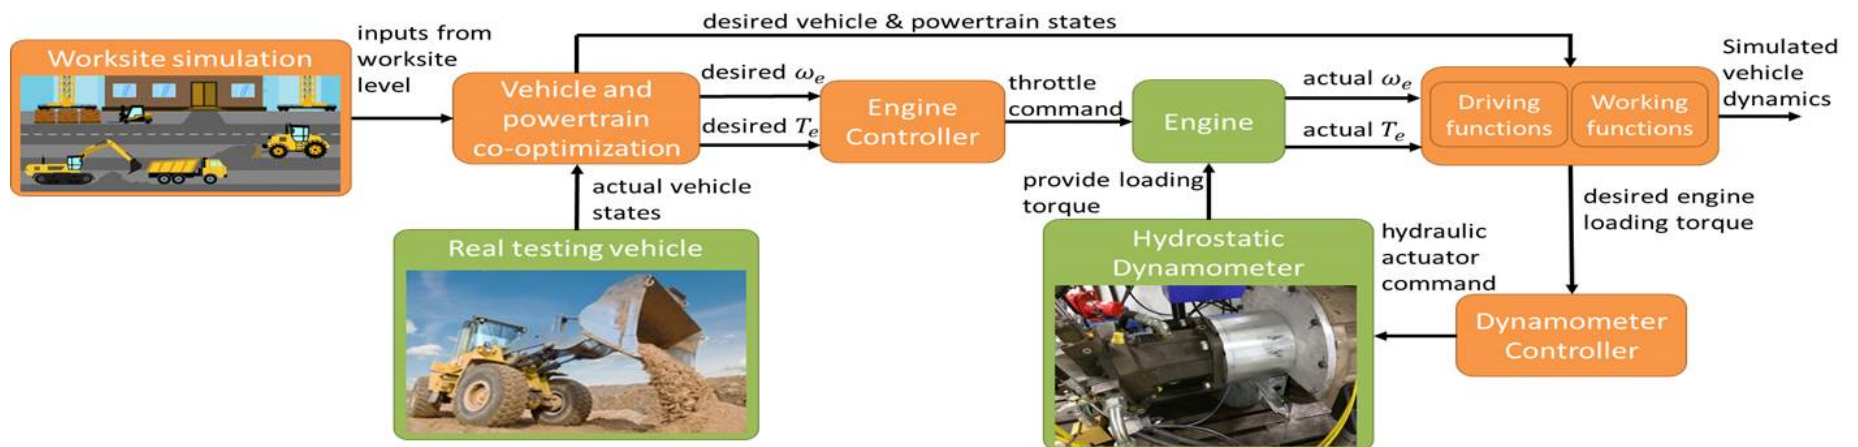 desired vehicle & powertrain states
Worksite simulation
inputs from
worksite
level
Vehicle and
powertrain
co-optimization
desired ωₑ
desired Tₑ
Engine
Controller
throttle
command
Engine
actual ωₑ
actual Tₑ
Driving
functions
Working
functions
Simulated
vehicle
dynamics
actual vehicle
states
Real testing vehicle
provide loading
torque
Hydrostatic
Dynamometer
hydraulic
actuator
command
desired engine
loading torque
Dynamometer
Controller